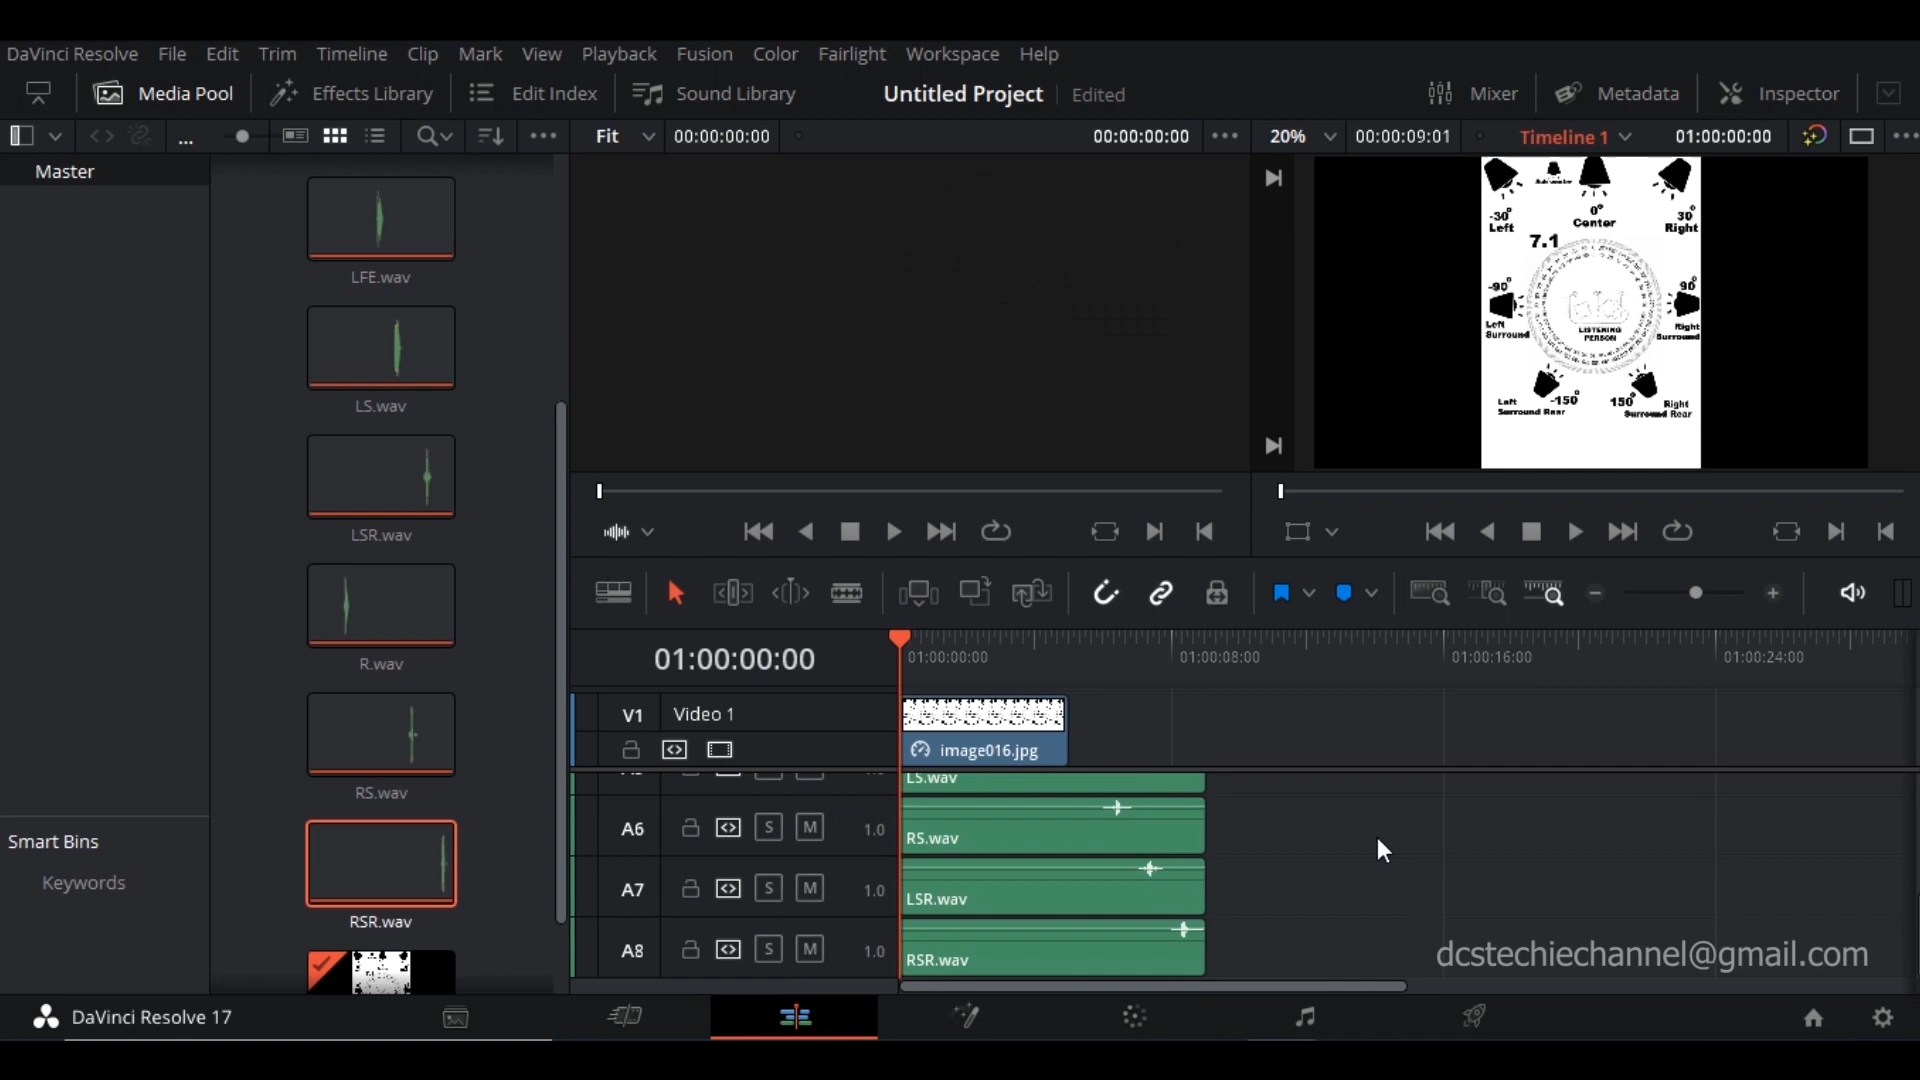 DaVinci Resolve File Edit Trim Timeline Clip Mark View Playback Fusion Color Fairlight Workspace Help
Media Pool Effects Library Edit Index Sound Library Untitled Project Edited Mixer Metadata Inspector
... Fit 00:00:00:00 00:00:00:00 20% 00:00:09:01 Timeline 1 01:00:00:00
Master
LFE.wav
LS.wav
LSR.wav
R.wav
RS.wav
RSR.wav
Smart Bins
Keywords
-30° Left
0° Center
30° Right
7.1
-90° Left Surround
90° Right Surround
LISTENING PERSON
Left Surround Rear -150°
150° Right Surround Rear
01:00:00:00
01:00:00:00 01:00:08:00 01:00:16:00 01:00:24:00
V1 Video 1
image016.jpg
LS.wav
A6 S M 1.0
RS.wav
A7 S M 1.0
LSR.wav
A8 S M 1.0
RSR.wav
dcstechiechannel@gmail.com
DaVinci Resolve 17